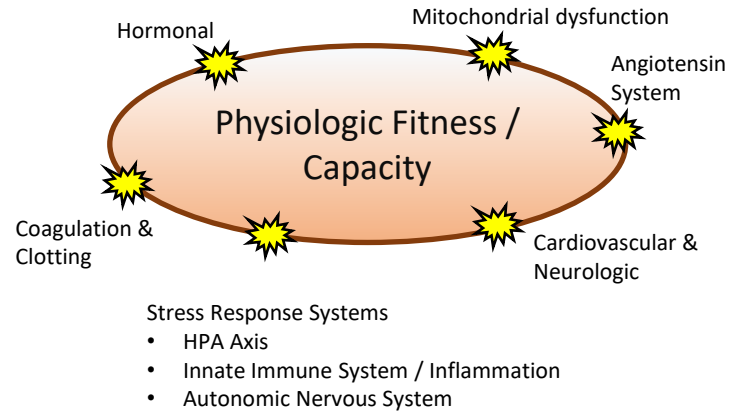 Hormonal
Mitochondrial dysfunction
Angiotensin
System
Physiologic Fitness /
Capacity
Coagulation &
Clotting
Cardiovascular &
Neurologic
Stress Response Systems
• HPA Axis
• Innate Immune System / Inflammation
• Autonomic Nervous System